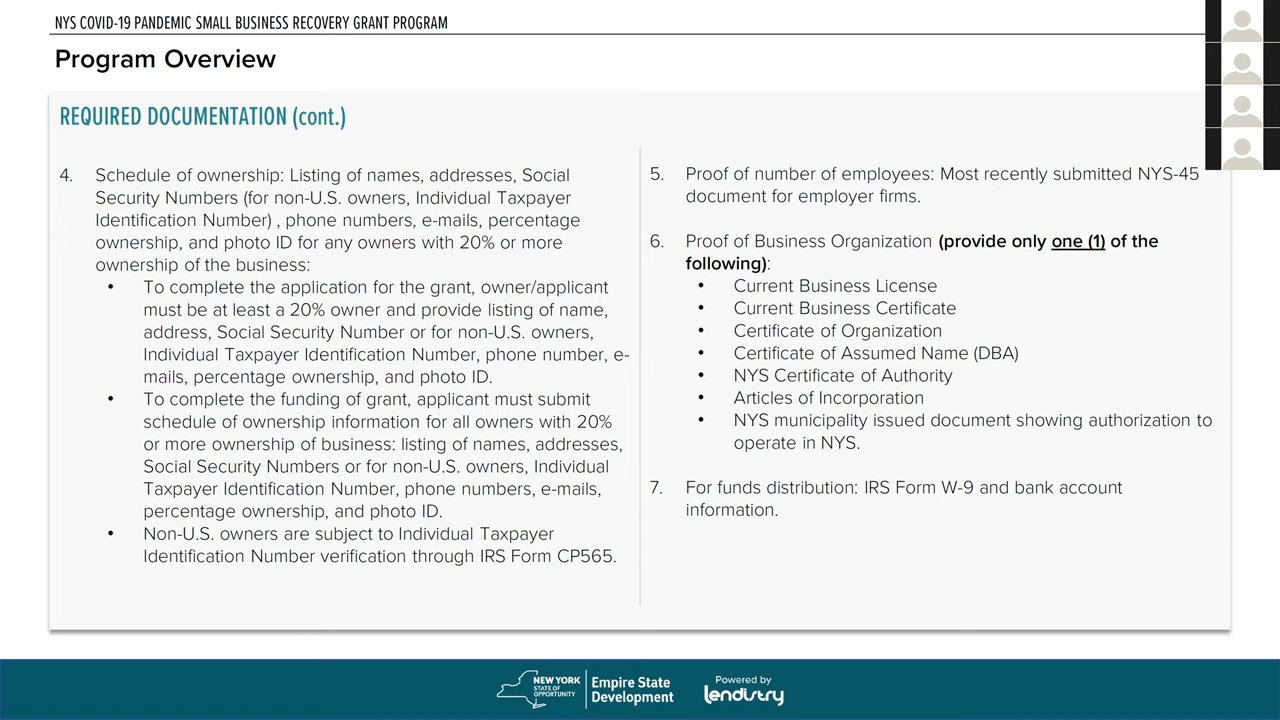 NYS COVID-19 PANDEMIC SMALL BUSINESS RECOVERY GRANT PROGRAM
Program Overview
REQUIRED DOCUMENTATION (cont.)
4. Schedule of ownership: Listing of names, addresses, Social
Security Numbers (for non-U.S. owners, Individual Taxpayer
Identification Number) , phone numbers, e-mails, percentage
ownership, and photo ID for any owners with 20% or more
ownership of the business:
• To complete the application for the grant, owner/applicant
must be at least a 20% owner and provide listing of name,
address, Social Security Number or for non-U.S. owners,
Individual Taxpayer Identification Number, phone number, e-
mails, percentage ownership, and photo ID.
• To complete the funding of grant, applicant must submit
schedule of ownership information for all owners with 20%
or more ownership of business: listing of names, addresses,
Social Security Numbers or for non-U.S. owners, Individual
Taxpayer Identification Number, phone numbers, e-mails,
percentage ownership, and photo ID.
• Non-U.S. owners are subject to Individual Taxpayer
Identification Number verification through IRS Form CP565.
5. Proof of number of employees: Most recently submitted NYS-45
document for employer firms.
6. Proof of Business Organization (provide only one (1) of the
following):
• Current Business License
• Current Business Certificate
• Certificate of Organization
• Certificate of Assumed Name (DBA)
• NYS Certificate of Authority
• Articles of Incorporation
• NYS municipality issued document showing authorization to
operate in NYS.
7. For funds distribution: IRS Form W-9 and bank account
information.
NEW YORK
STATE OF
OPPORTUNITY
Empire State
Development
Powered by
Lendistry